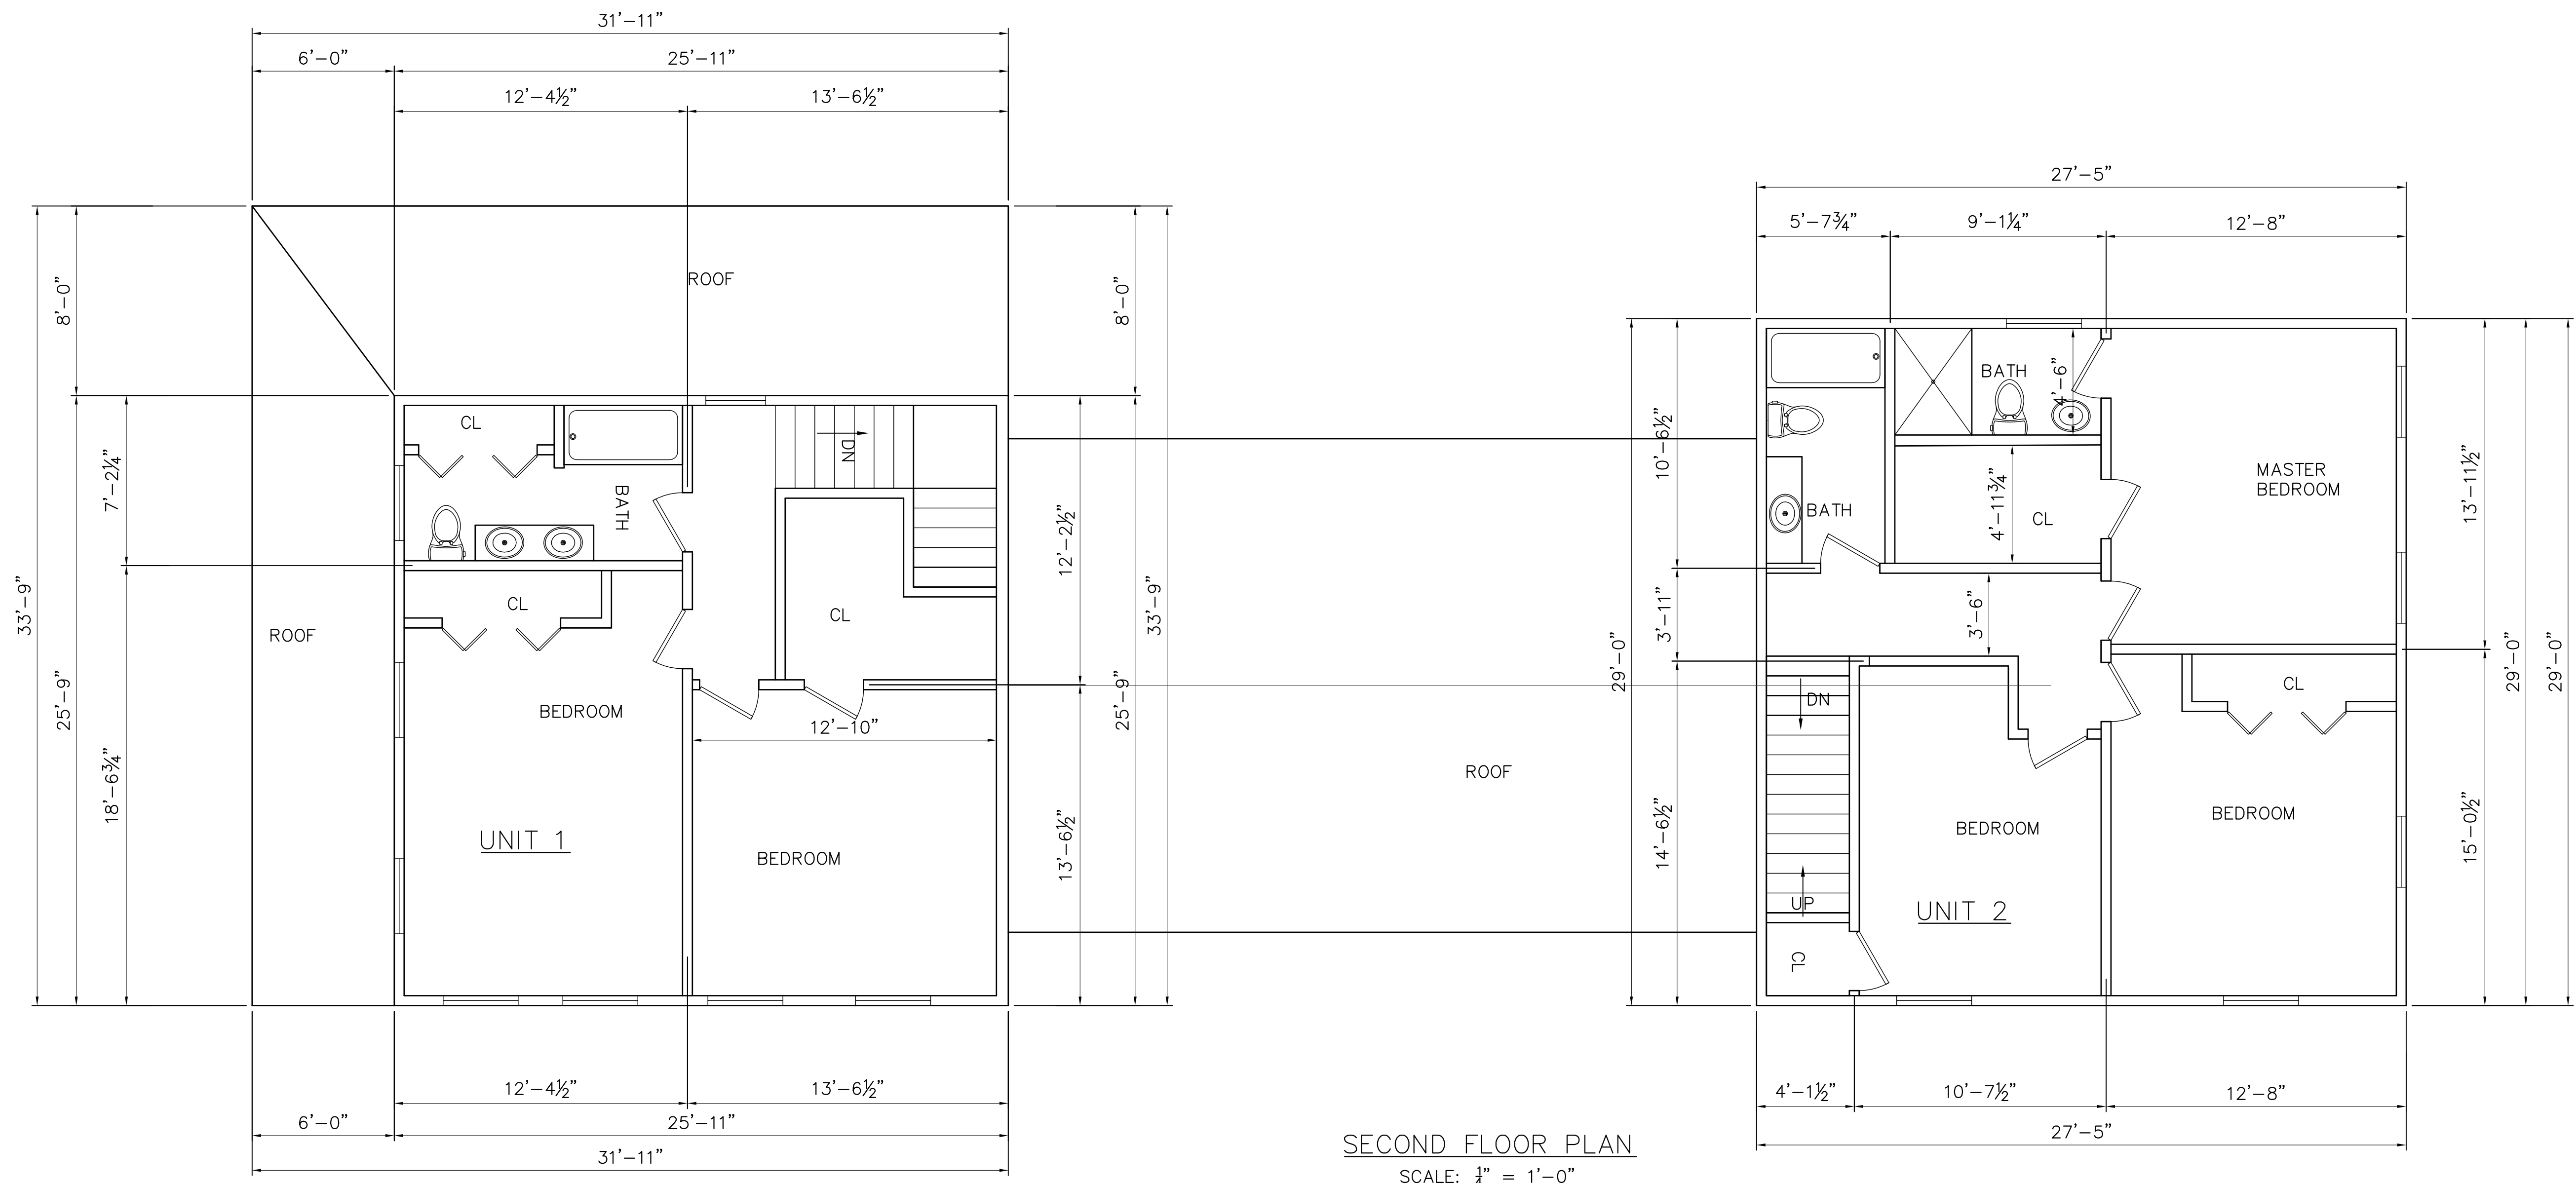 31'-11"
6'-0" 25'-11"
12'-4½" 13'-6½"
27'-5"
5'-7¾" 9'-1¼" 12'-8"
ROOF
8'-0"
8'-0"
CL
DN
BATH
7'-2¼"
12'-2½"
33'-9"
25'-9"
18'-6¾"
ROOF
CL
CL
BEDROOM
12'-10"
UNIT 1
BEDROOM
13'-6½"
25'-9"
33'-9"
ROOF
29'-0"
10'-6½"
3'-11"
14'-6½"
BATH
4'-6"
BATH
4'-11¾"
CL
MASTER
BEDROOM
3'-6"
DN
CL
BEDROOM
BEDROOM
UNIT 2
UP
CL
13'-11½"
15'-0½"
29'-0"
29'-0"
12'-4½" 13'-6½"
6'-0" 25'-11"
31'-11"
4'-1½" 10'-7½" 12'-8"
27'-5"
SECOND FLOOR PLAN
SCALE: ¼" = 1'-0"